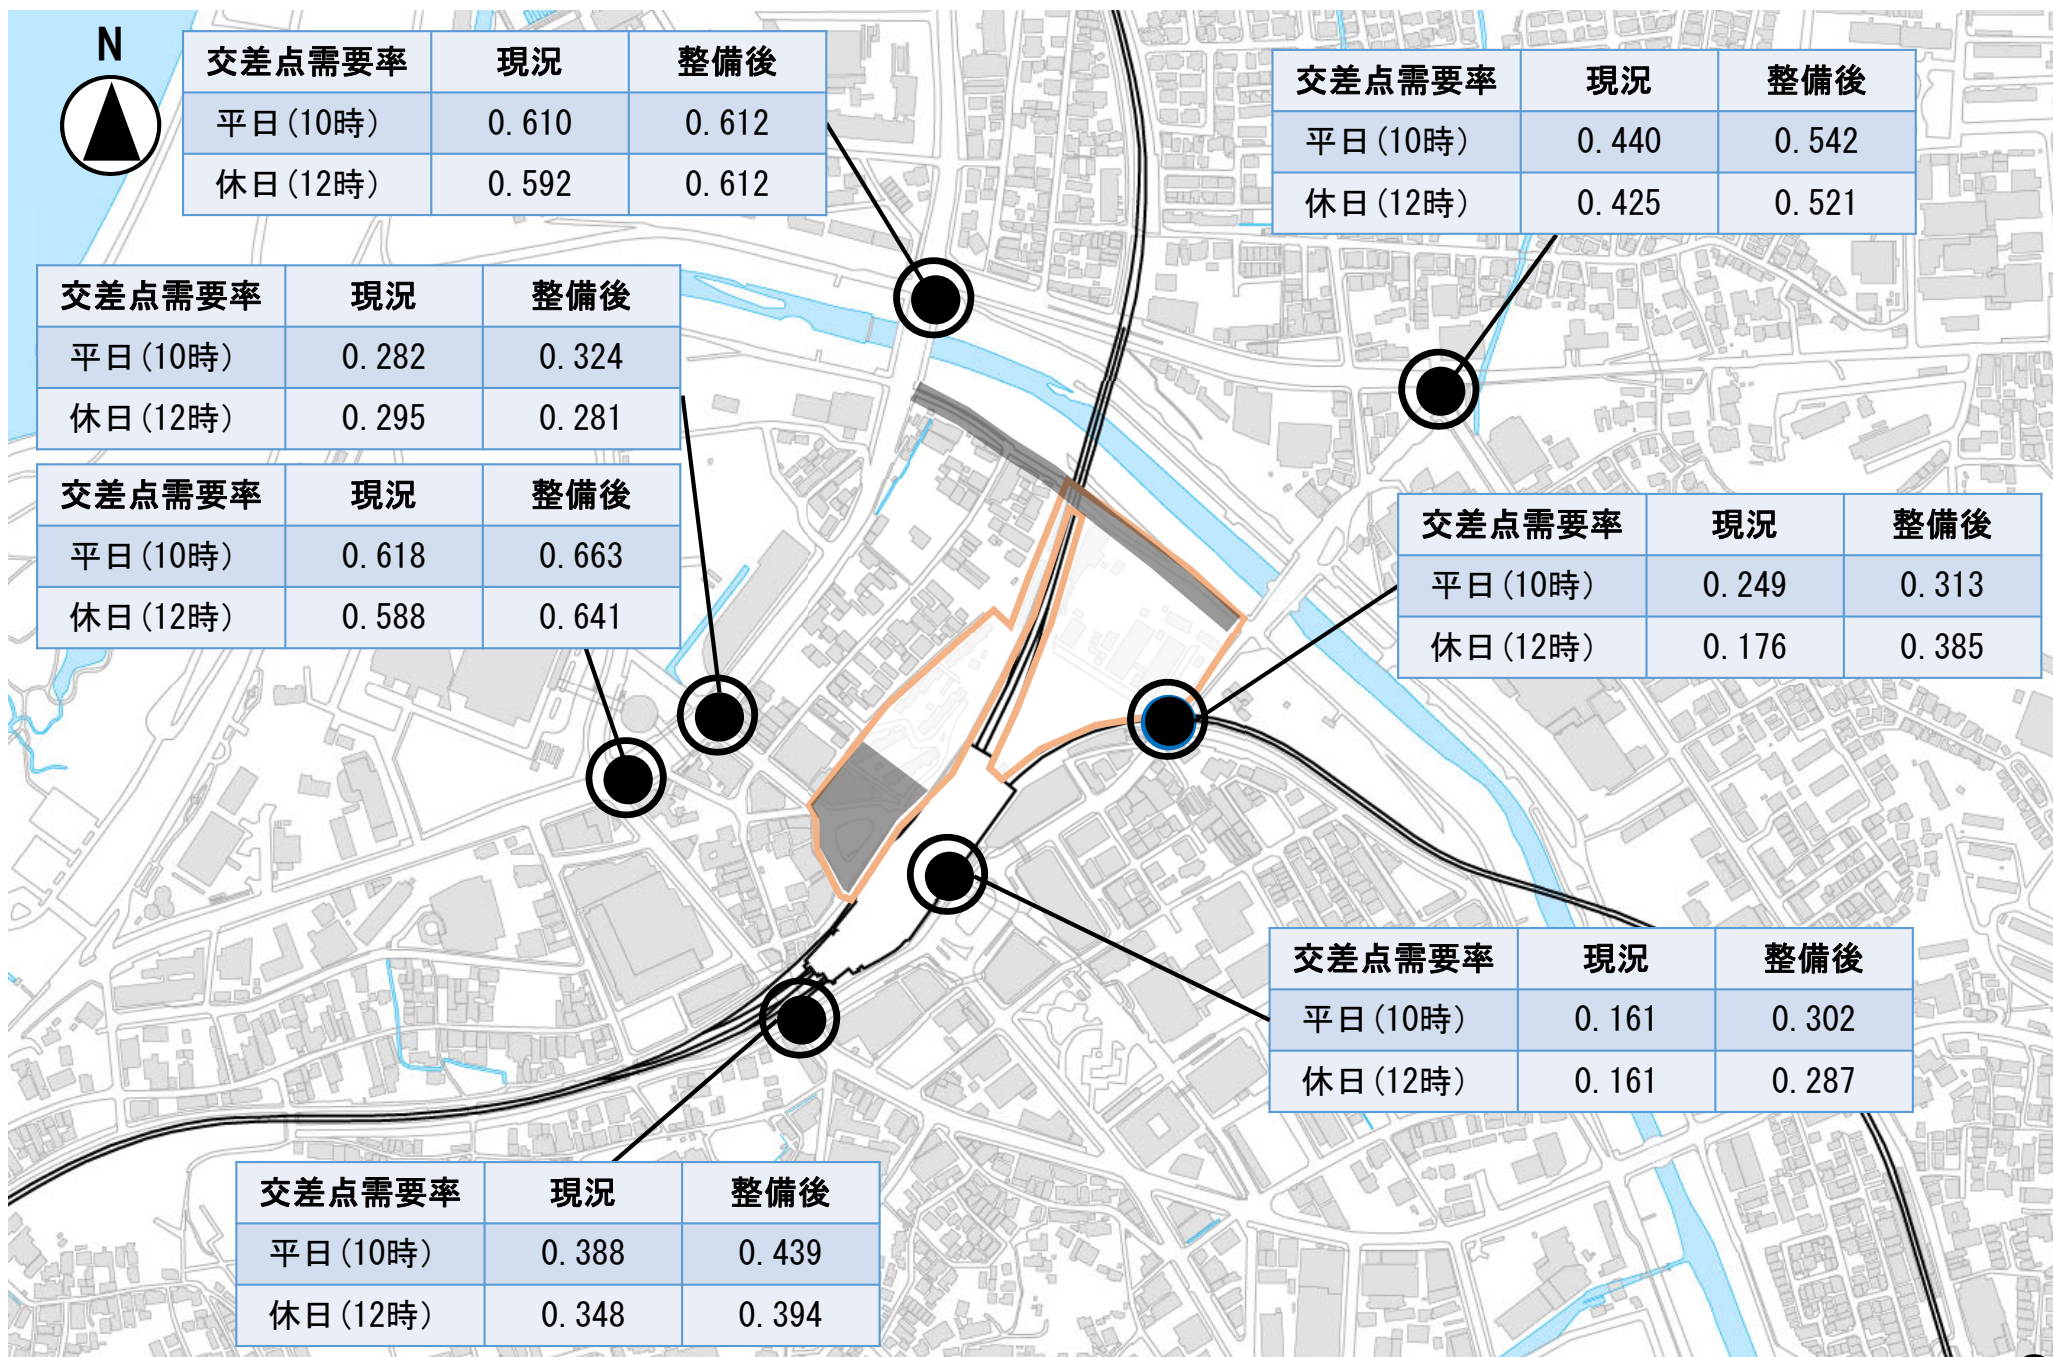 N
交差点需要率 現況 整備後
平日(10時) 0.610 0.612
休日(12時) 0.592 0.612
交差点需要率 現況 整備後
平日(10時) 0.440 0.542
休日(12時) 0.425 0.521
交差点需要率 現況 整備後
平日(10時) 0.282 0.324
休日(12時) 0.295 0.281
交差点需要率 現況 整備後
平日(10時) 0.618 0.663
休日(12時) 0.588 0.641
交差点需要率 現況 整備後
平日(10時) 0.249 0.313
休日(12時) 0.176 0.385
交差点需要率 現況 整備後
平日(10時) 0.161 0.302
休日(12時) 0.161 0.287
交差点需要率 現況 整備後
平日(10時) 0.388 0.439
休日(12時) 0.348 0.394